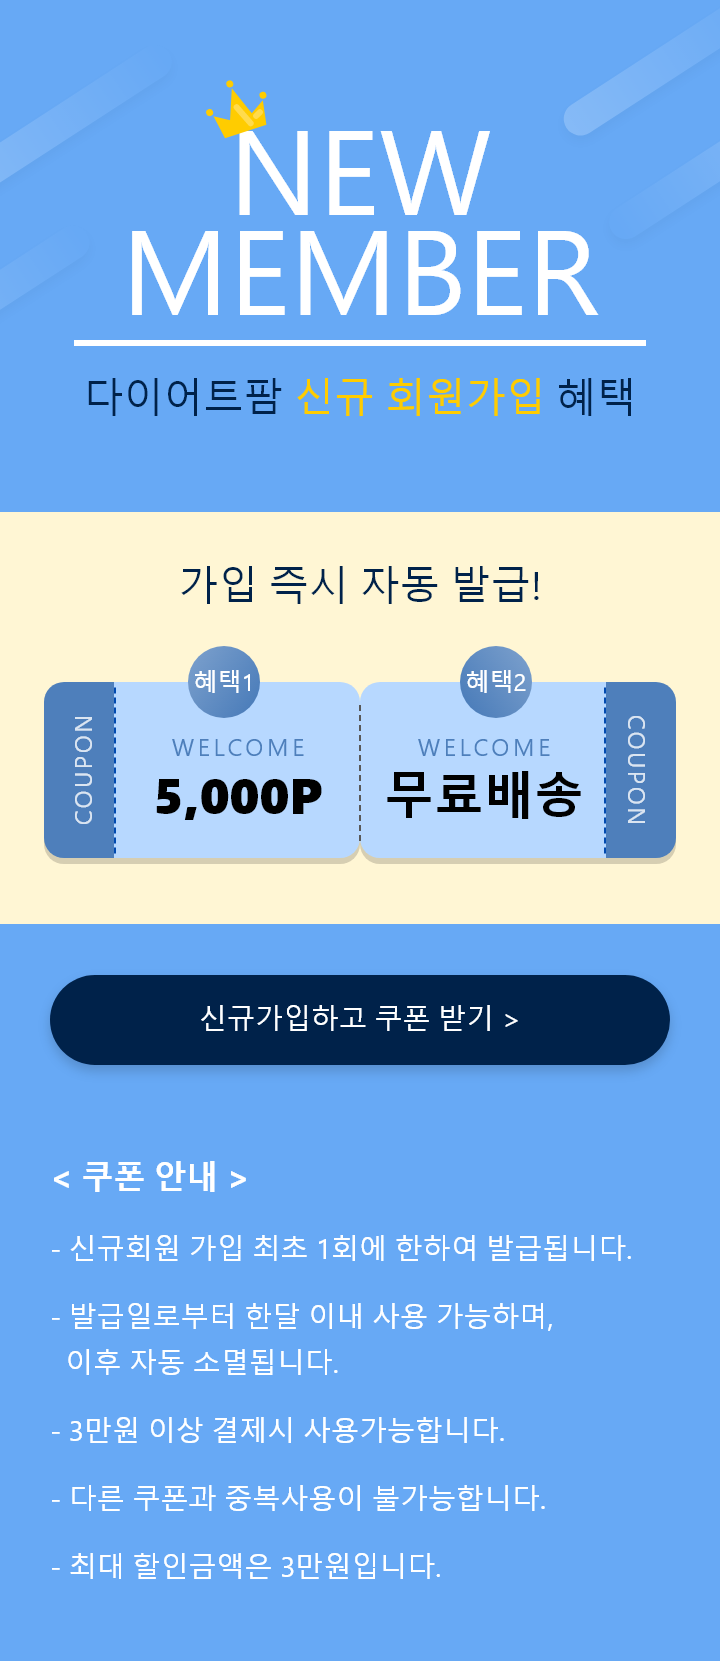 NEW
MEMBER
다이어트팜 신규 회원가입 혜택
가입 즉시 자동 발급!
혜택1
혜택2
COUPON
WELCOME
5,000P
WELCOME
무료배송
COUPON
신규가입하고 쿠폰 받기 >
< 쿠폰 안내 >
- 신규회원 가입 최초 1회에 한하여 발급됩니다.
- 발급일로부터 한달 이내 사용 가능하며,
이후 자동 소멸됩니다.
- 3만원 이상 결제시 사용가능합니다.
- 다른 쿠폰과 중복사용이 불가능합니다.
- 최대 할인금액은 3만원입니다.